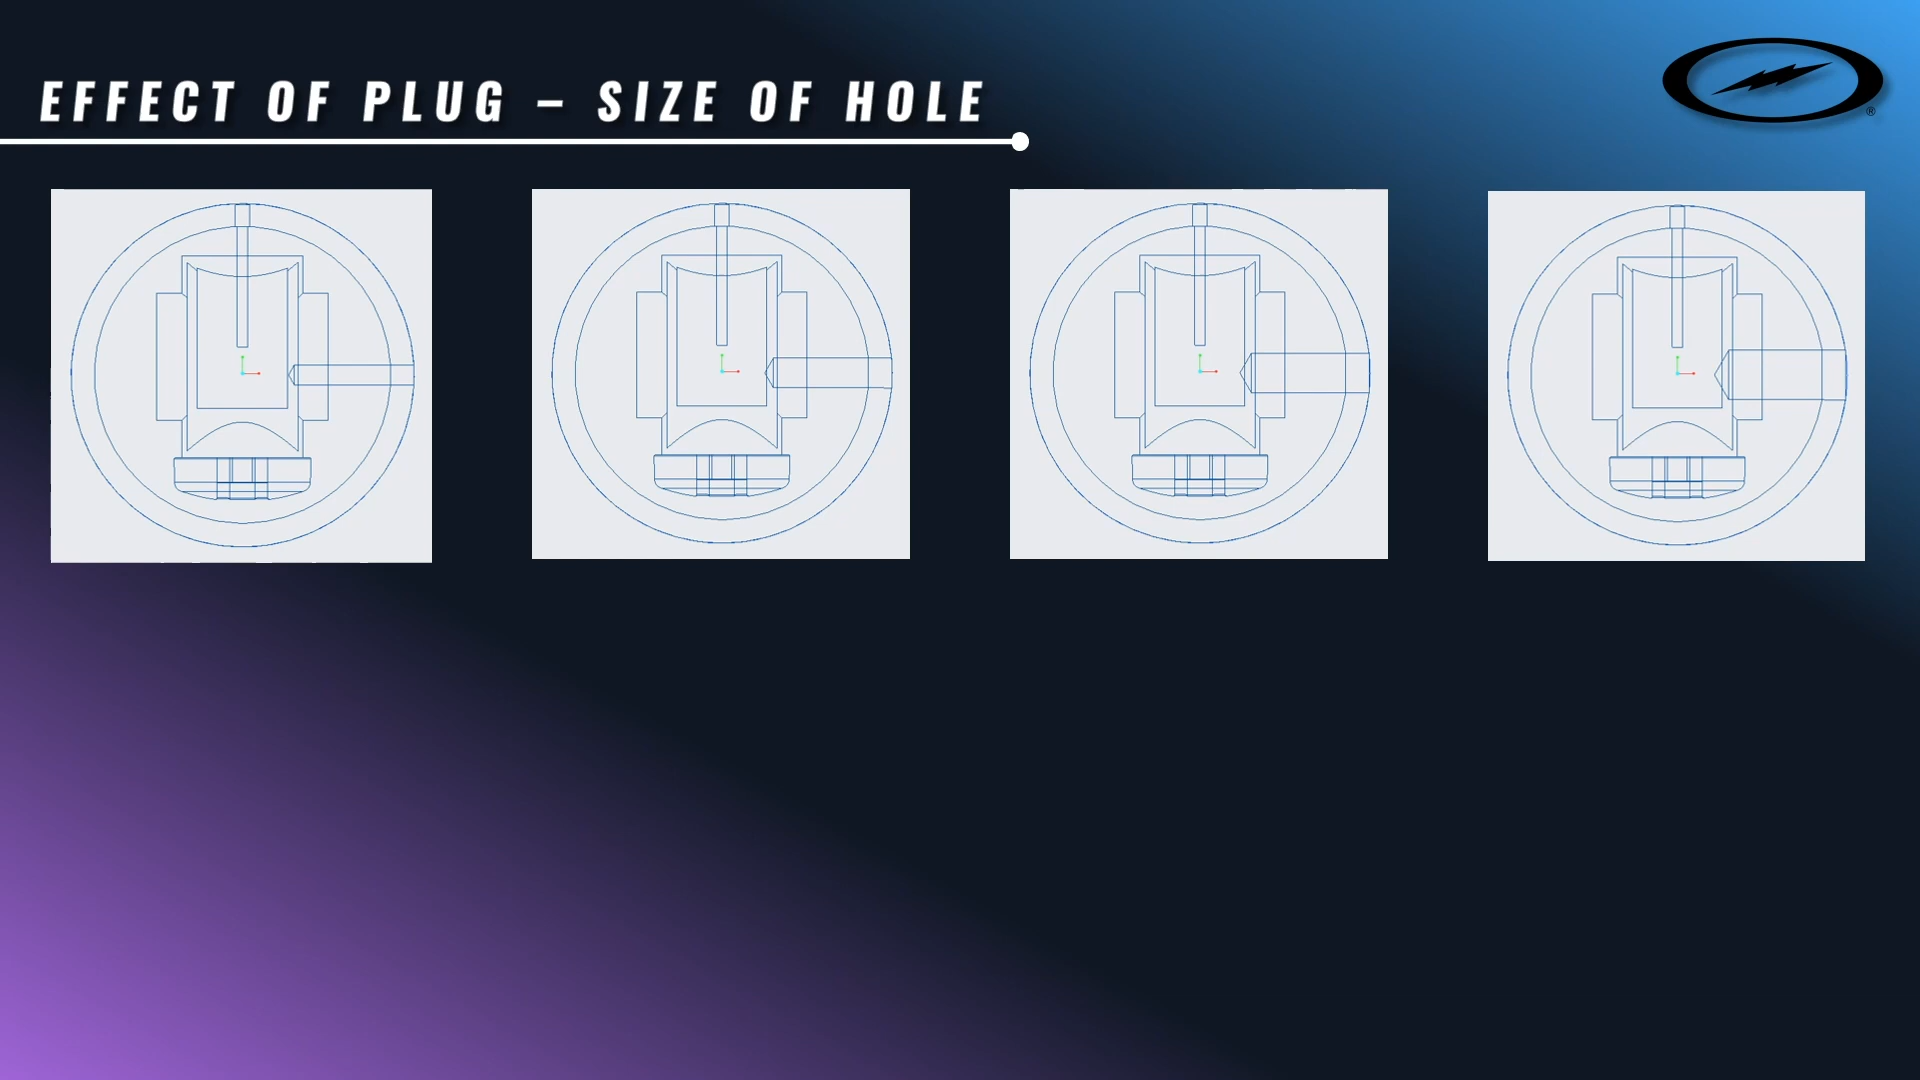 EFFECT OF PLUG – SIZE OF HOLE
®